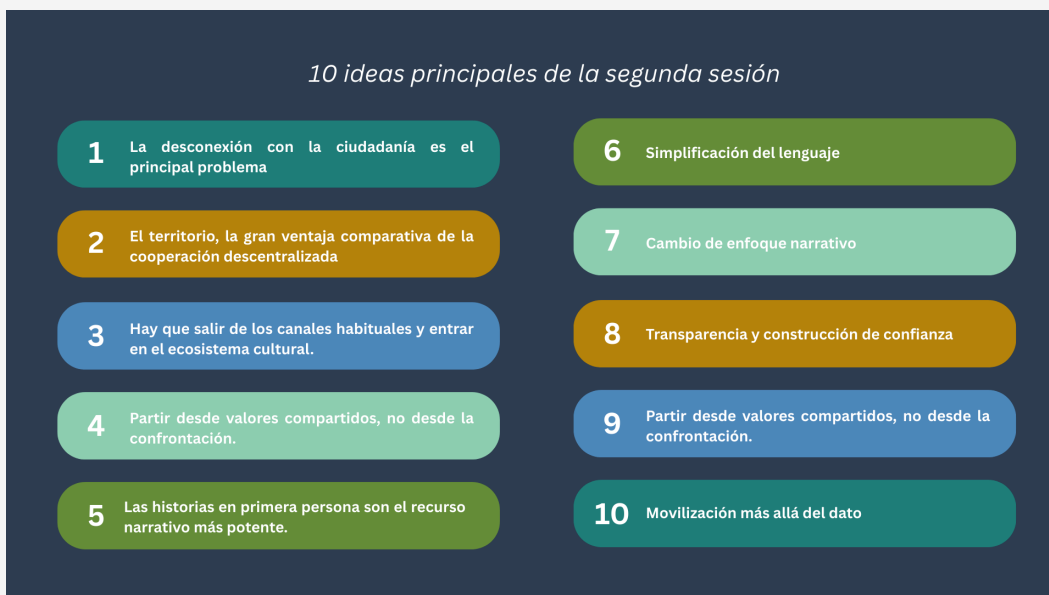 10 ideas principales de la segunda sesión
1
La desconexión con la ciudadanía es el
principal problema
2
El territorio, la gran ventaja comparativa de la
cooperación descentralizada
3
Hay que salir de los canales habituales y entrar
en el ecosistema cultural.
4
Partir desde valores compartidos, no desde la
confrontación.
5
Las historias en primera persona son el recurso
narrativo más potente.
6
Simplificación del lenguaje
7
Cambio de enfoque narrativo
8
Transparencia y construcción de confianza
9
Partir desde valores compartidos, no desde la
confrontación.
10
Movilización más allá del dato